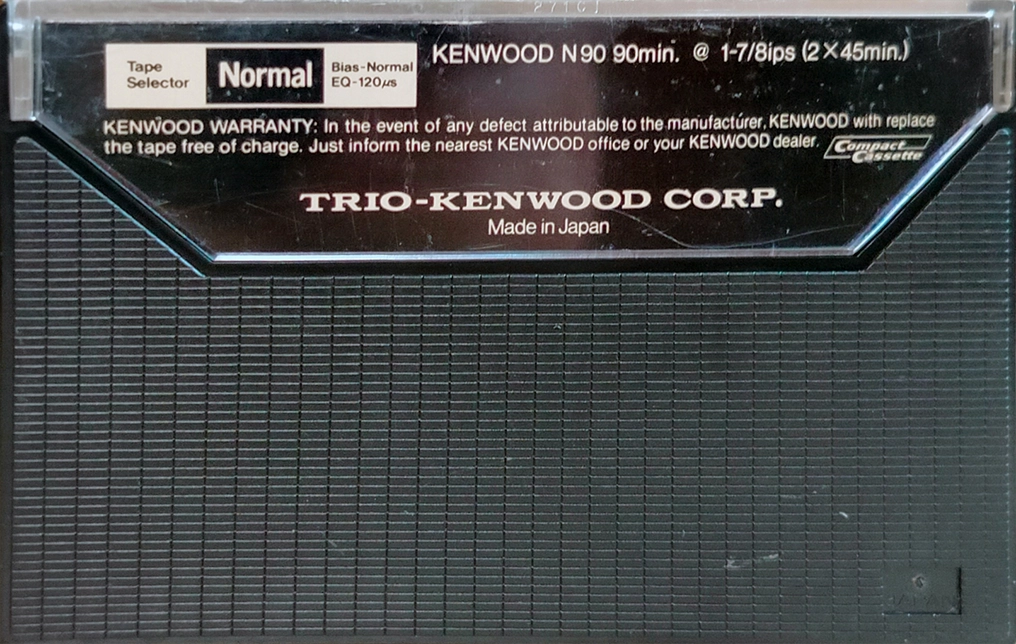 Tape
Selector
Normal
Bias-Normal
EQ-120µs
KENWOOD N90 90min. @ 1-7/8ips (2×45min.)
KENWOOD WARRANTY: In the event of any defect attributable to the manufacturer, KENWOOD with replace
the tape free of charge. Just inform the nearest KENWOOD office or your KENWOOD dealer.
Compact
Cassette
TRIO-KENWOOD CORP.
Made in Japan
JAPAN